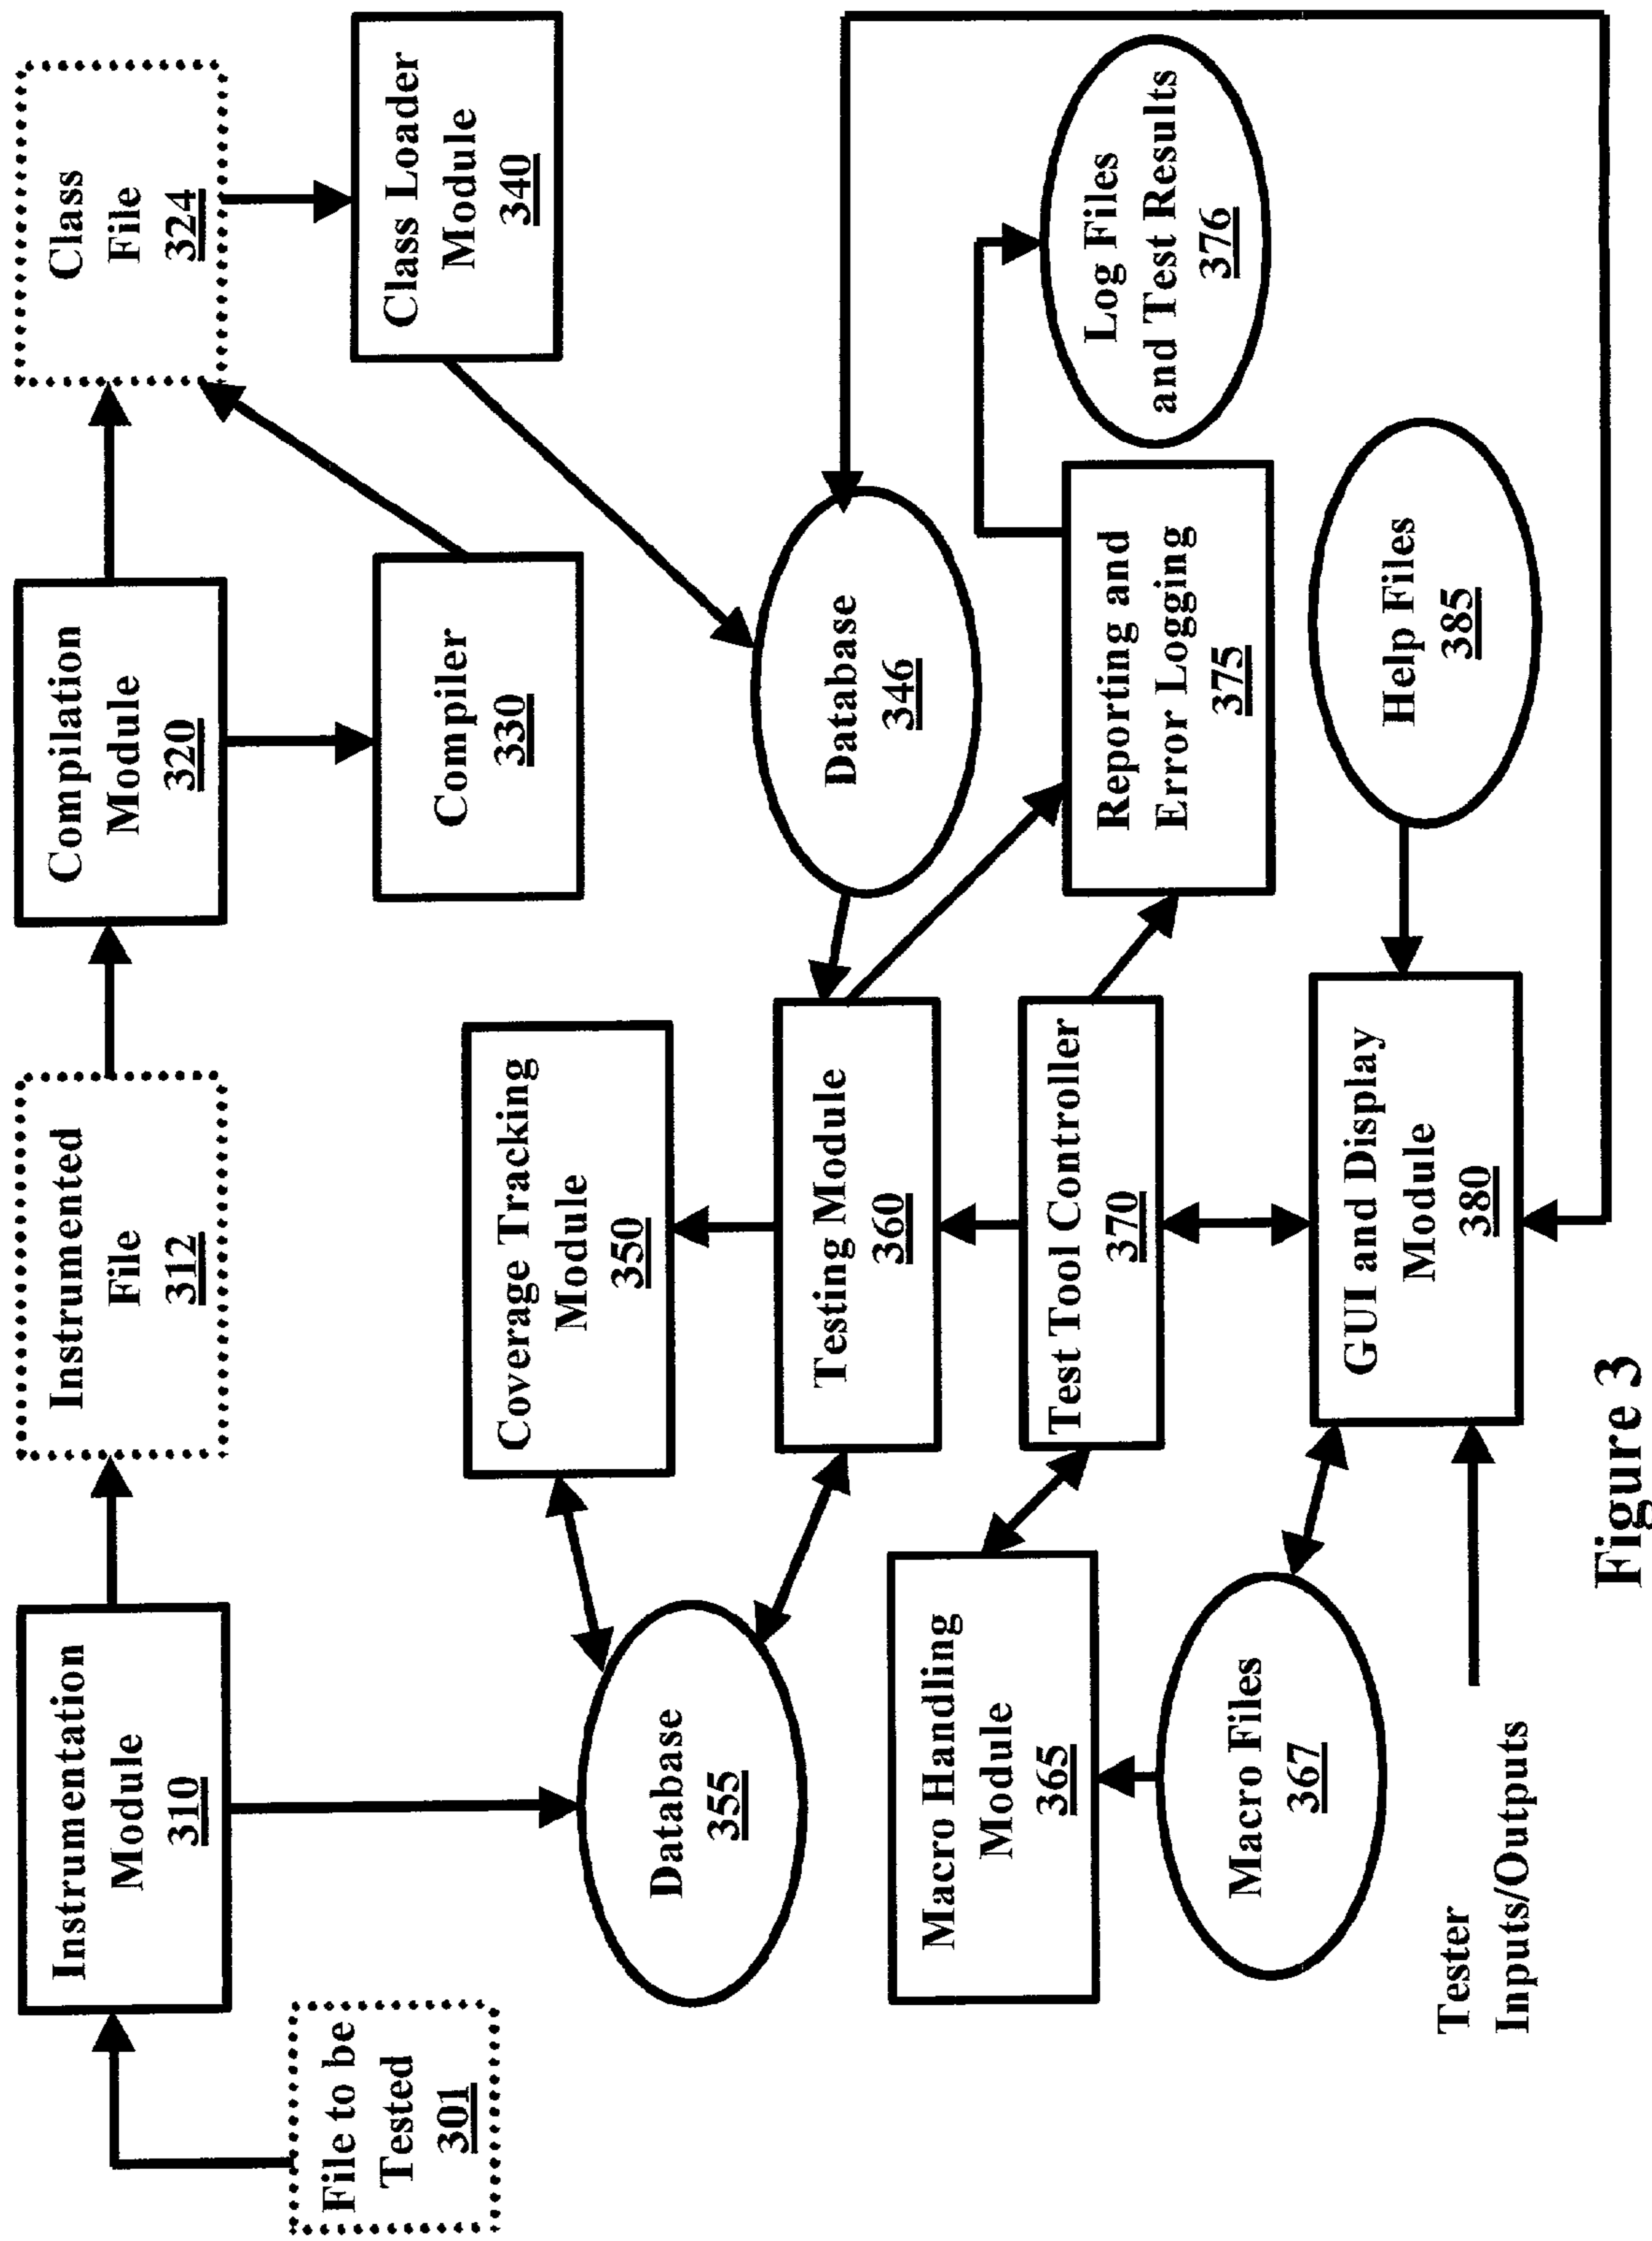 Instrumentation
Module
310
Instrumented
File
312
Compilation
Module
320
Class
File
324
File to be
Tested
301
Compiler
330
Class Loader
Module
340
Coverage Tracking
Module
350
Database
355
Testing Module
360
Database
346
Macro Handling
Module
365
Test Tool Controller
370
Reporting and
Error Logging
375
Log Files
and Test Results
376
Macro Files
367
GUI and Display
Module
380
Help Files
385
Tester
Inputs/Outputs
Figure 3